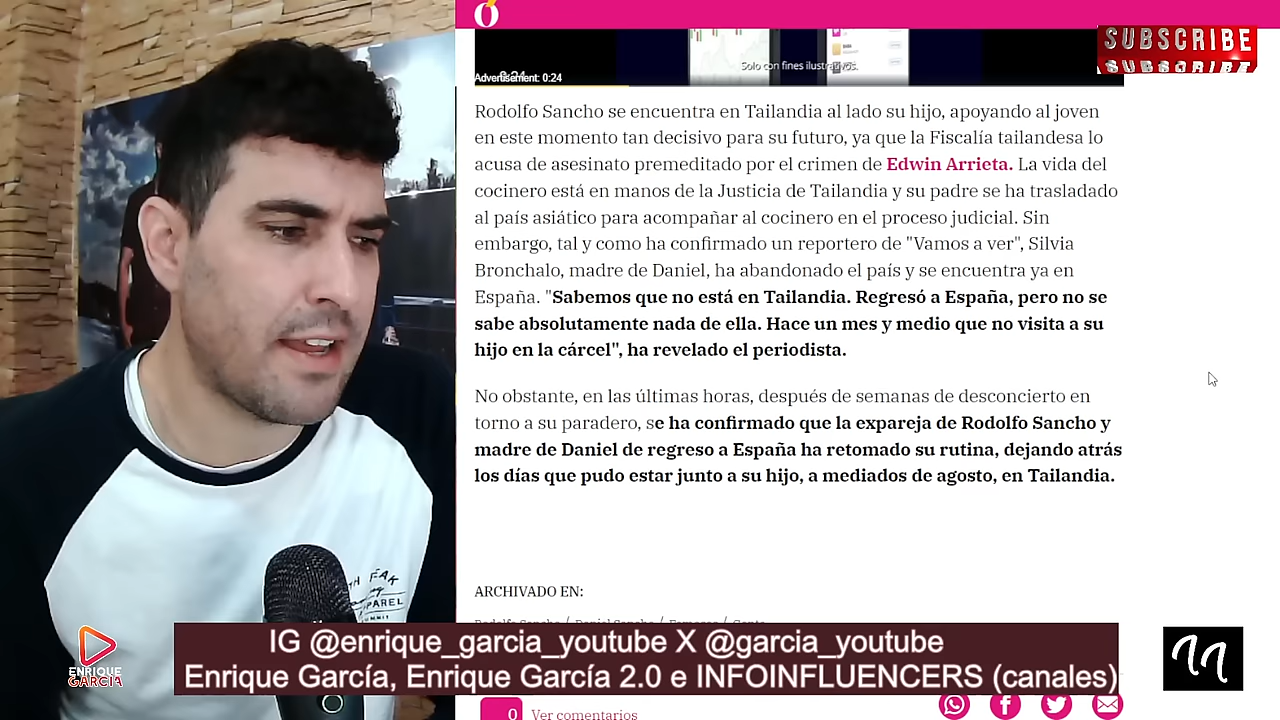 Ó
SUBSCRIBE
Advertisement: 0:24
Solo con fines ilustrativos.
Rodolfo Sancho se encuentra en Tailandia al lado su hijo, apoyando al joven
en este momento tan decisivo para su futuro, ya que la Fiscalía tailandesa lo
acusa de asesinato premeditado por el crimen de Edwin Arrieta. La vida del
cocinero está en manos de la Justicia de Tailandia y su padre se ha trasladado
al país asiático para acompañar al cocinero en el proceso judicial. Sin
embargo, tal y como ha confirmado un reportero de "Vamos a ver", Silvia
Bronchalo, madre de Daniel, ha abandonado el país y se encuentra ya en
España. "Sabemos que no está en Tailandia. Regresó a España, pero no se
sabe absolutamente nada de ella. Hace un mes y medio que no visita a su
hijo en la cárcel", ha revelado el periodista.
No obstante, en las últimas horas, después de semanas de desconcierto en
torno a su paradero, se ha confirmado que la expareja de Rodolfo Sancho y
madre de Daniel de regreso a España ha retomado su rutina, dejando atrás
los días que pudo estar junto a su hijo, a mediados de agosto, en Tailandia.
ARCHIVADO EN:
Rodolfo Sancho / Daniel Sancho / Famosos / Gente
IG @enrique_garcia_youtube X @garcia_youtube
Enrique García, Enrique García 2.0 e INFOINFLUENCERS (canales)
ENRIQUE
GARCÍA
0 Ver comentarios